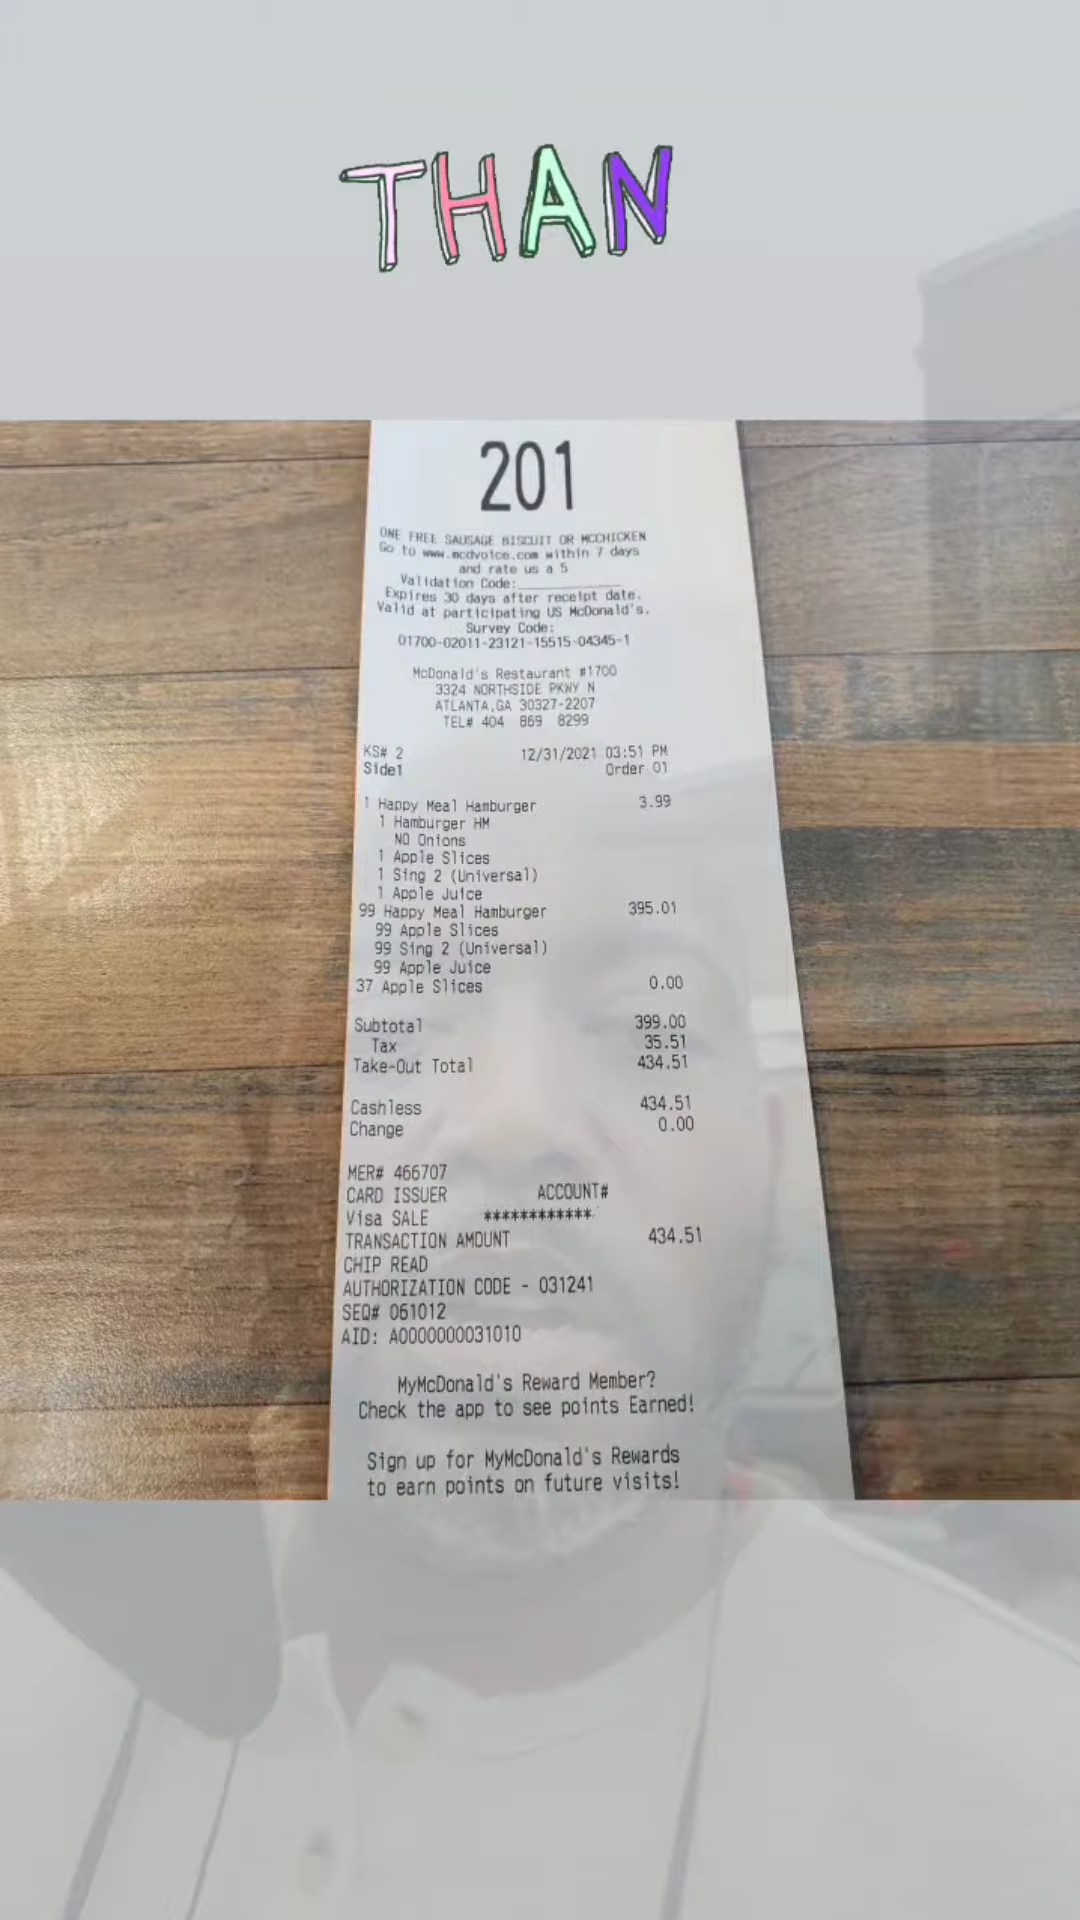 THAN
201
ONE FREE SAUSAGE BISCUIT OR MCCHICKEN
Go to www.mcdvoice.com within 7 days
and rate us a 5
Validation Code:____________
Expires 30 days after receipt date.
Valid at participating US McDonald's.
Survey Code:
01700-02011-23121-15515-04345-1
McDonald's Restaurant #1700
3324 NORTHSIDE PKWY N
ATLANTA,GA 30327-2207
TEL# 404 869 8299
KS# 2 12/31/2021 03:51 PM
Side1 Order 01
1 Happy Meal Hamburger 3.99
1 Hamburger HM
NO Onions
1 Apple Slices
1 Sing 2 (Universal)
1 Apple Juice
99 Happy Meal Hamburger 395.01
99 Apple Slices
99 Sing 2 (Universal)
99 Apple Juice
37 Apple Slices 0.00
Subtotal 399.00
Tax 35.51
Take-Out Total 434.51
Cashless 434.51
Change 0.00
MER# 466707
CARD ISSUER ACCOUNT#
Visa SALE ************
TRANSACTION AMOUNT 434.51
CHIP READ
AUTHORIZATION CODE - 031241
SEQ# 061012
AID: A0000000031010
MyMcDonald's Reward Member?
Check the app to see points Earned!
Sign up for MyMcDonald's Rewards
to earn points on future visits!